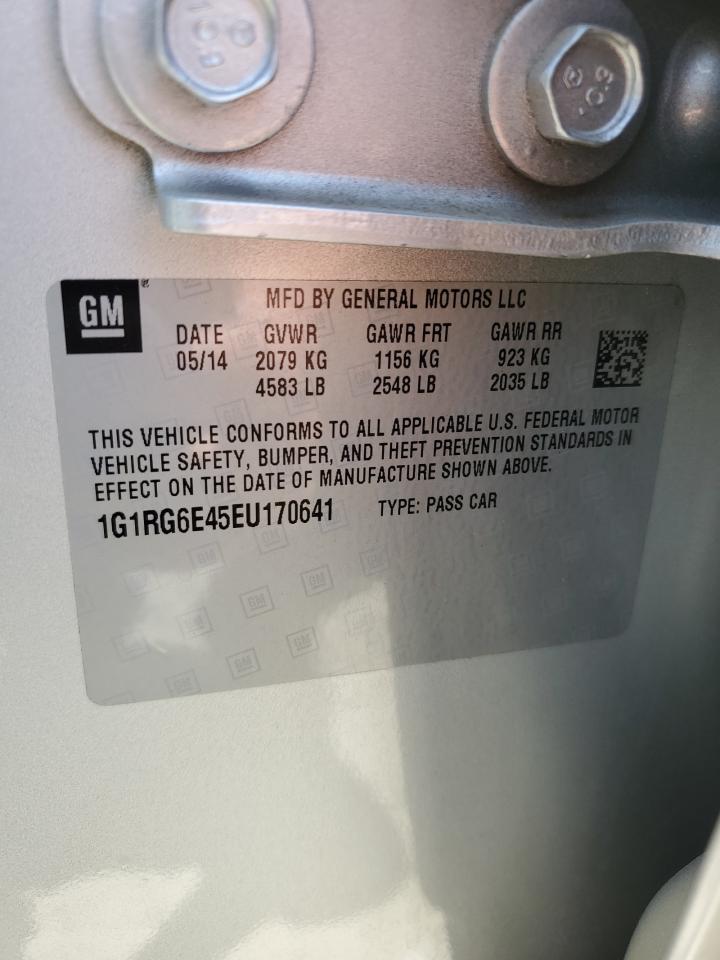 GM
MFD BY GENERAL MOTORS LLC
DATE GVWR GAWR FRT GAWR RR
05/14 2079 KG 1156 KG 923 KG
4583 LB 2548 LB 2035 LB
THIS VEHICLE CONFORMS TO ALL APPLICABLE U.S. FEDERAL MOTOR
VEHICLE SAFETY, BUMPER, AND THEFT PREVENTION STANDARDS IN
EFFECT ON THE DATE OF MANUFACTURE SHOWN ABOVE.
1G1RG6E45EU170641 TYPE: PASS CAR